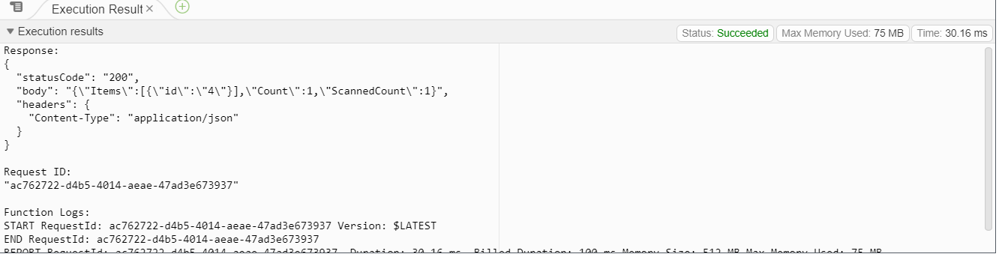 Execution Result
Execution results
Status: Succeeded
Max Memory Used: 75 MB
Time: 30.16 ms
Response:
{
  "statusCode": "200",
  "body": "{\"Items\":[{\"id\":\"4\"}],\"Count\":1,\"ScannedCount\":1}",
  "headers": {
    "Content-Type": "application/json"
  }
}
Request ID:
"ac762722-d4b5-4014-aeae-47ad3e673937"
Function Logs:
START RequestId: ac762722-d4b5-4014-aeae-47ad3e673937 Version: $LATEST
END RequestId: ac762722-d4b5-4014-aeae-47ad3e673937
REPORT RequestId: ac762722-d4b5-4014-aeae-47ad3e673937  Duration: 30.16 ms  Billed Duration: 100 ms Memory Size: 512 MB Max Memory Used: 75 MB